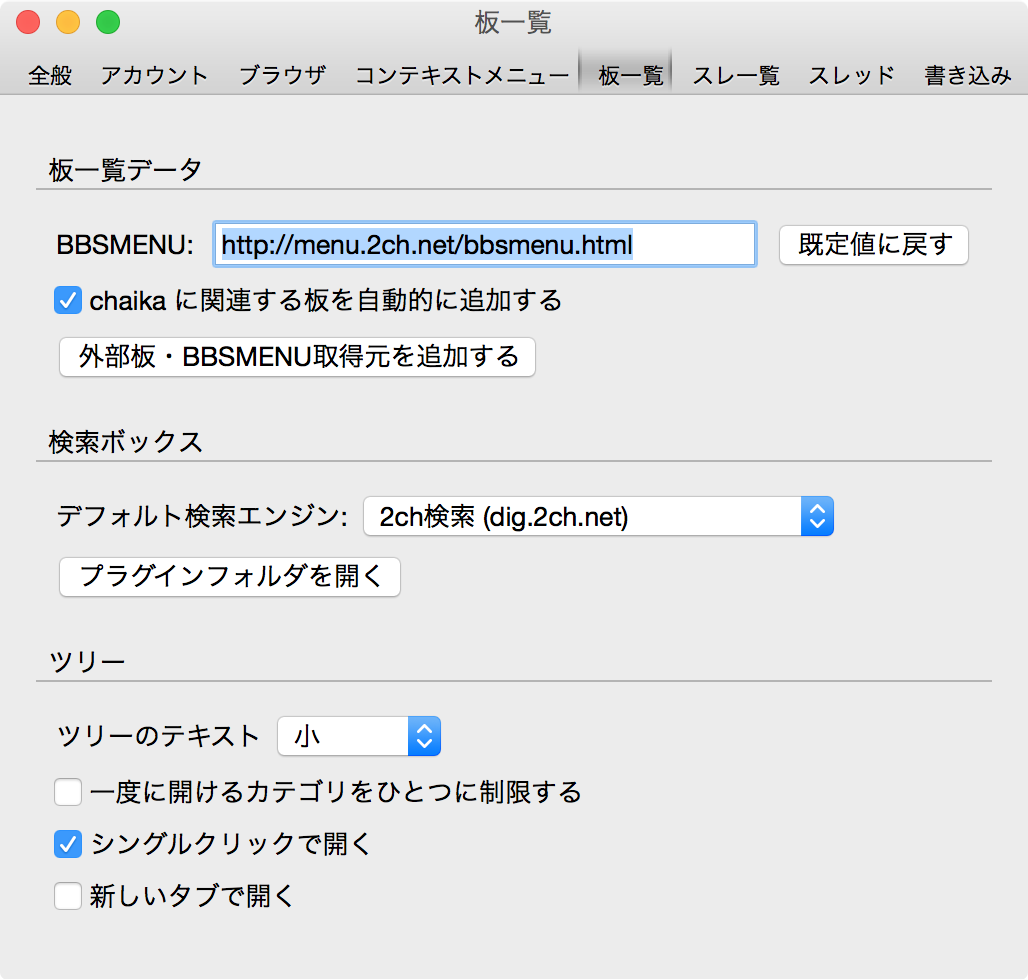 板一覧
全般 アカウント ブラウザ コンテキストメニュー 板一覧 スレ一覧 スレッド 書き込み
板一覧データ
BBSMENU: http://menu.2ch.net/bbsmenu.html 既定値に戻す
chaika に関連する板を自動的に追加する
外部板・BBSMENU取得元を追加する
検索ボックス
デフォルト検索エンジン: 2ch検索 (dig.2ch.net)
プラグインフォルダを開く
ツリー
ツリーのテキスト 小
一度に開けるカテゴリをひとつに制限する
シングルクリックで開く
新しいタブで開く